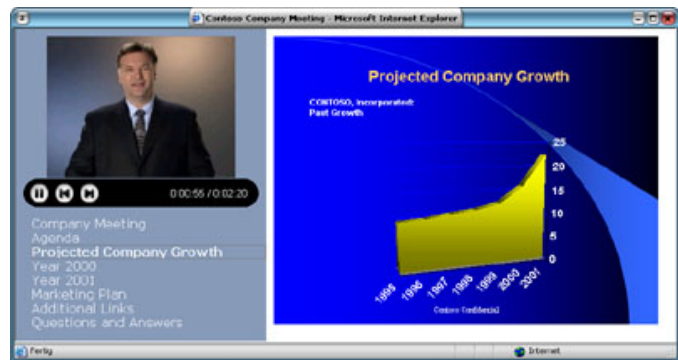 Contoso Company Meeting - Microsoft Internet Explorer
Projected Company Growth
CONTOSO, Incorporated:
Past Growth
25
20
15
10
5
0
1995
1996
1997
1998
1999
2000
2001
Contoso Confidential
0:00:55 / 0:02:20
Company Meeting
Agenda
Projected Company Growth
Year 2000
Year 2001
Marketing Plan
Additional Links
Questions and Answers
Fertig
Internet